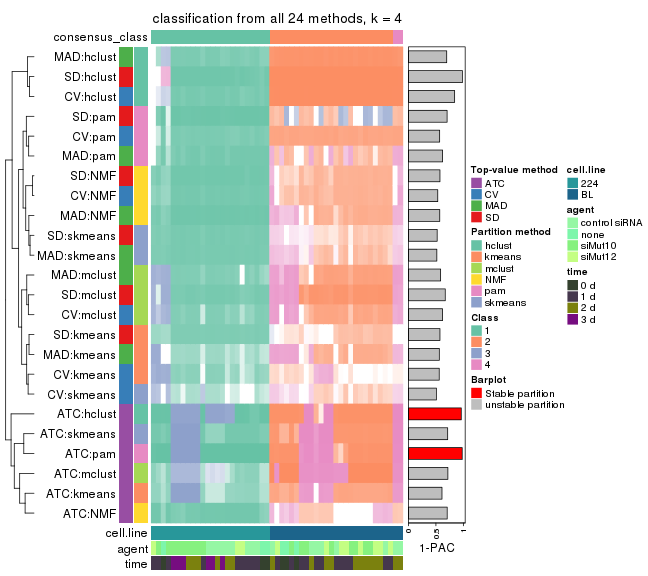 classification from all 24 methods, k = 4
consensus_class
MAD:hclust
SD:hclust
CV:hclust
SD:pam
CV:pam
MAD:pam
SD:NMF
CV:NMF
MAD:NMF
SD:skmeans
MAD:skmeans
MAD:mclust
SD:mclust
CV:mclust
SD:kmeans
MAD:kmeans
CV:kmeans
CV:skmeans
ATC:hclust
ATC:skmeans
ATC:pam
ATC:mclust
ATC:kmeans
ATC:NMF
cell.line
agent
time
0
0.5
1
1-PAC
Top-value method
ATC
CV
MAD
SD
Partition method
hclust
kmeans
mclust
NMF
pam
skmeans
Class
1
2
3
4
Barplot
Stable partition
unstable partition
cell.line
224
BL
agent
control siRNA
none
siMut10
siMut12
time
0 d
1 d
2 d
3 d